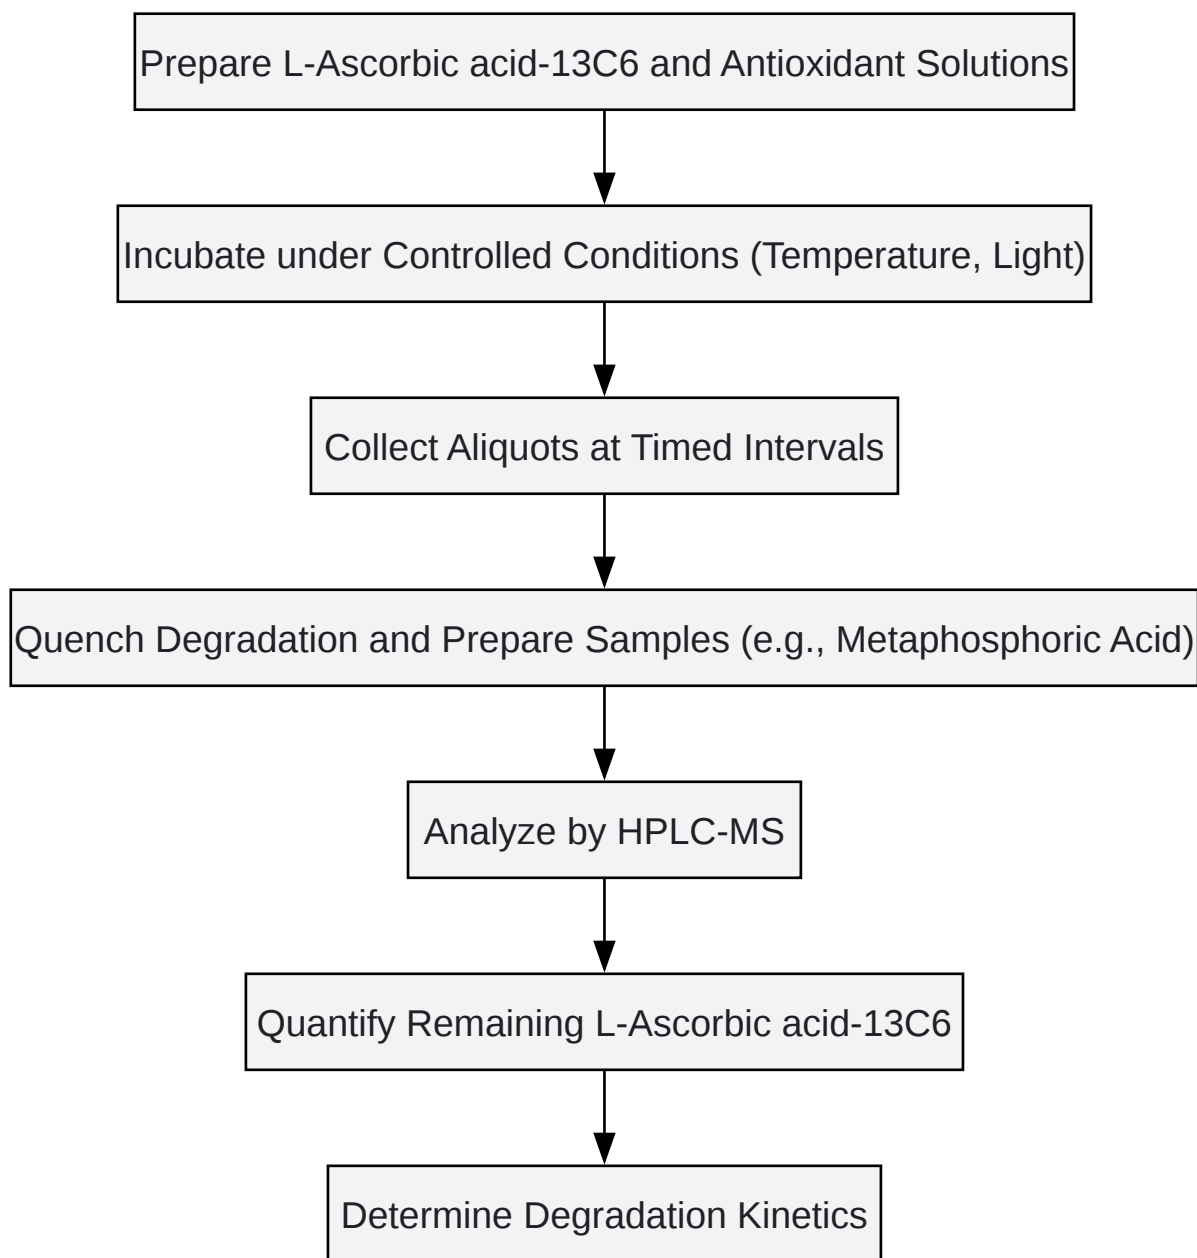 Prepare L-Ascorbic acid-13C6 and Antioxidant Solutions
Incubate under Controlled Conditions (Temperature, Light)
Collect Aliquots at Timed Intervals
Quench Degradation and Prepare Samples (e.g., Metaphosphoric Acid)
Analyze by HPLC-MS
Quantify Remaining L-Ascorbic acid-13C6
Determine Degradation Kinetics